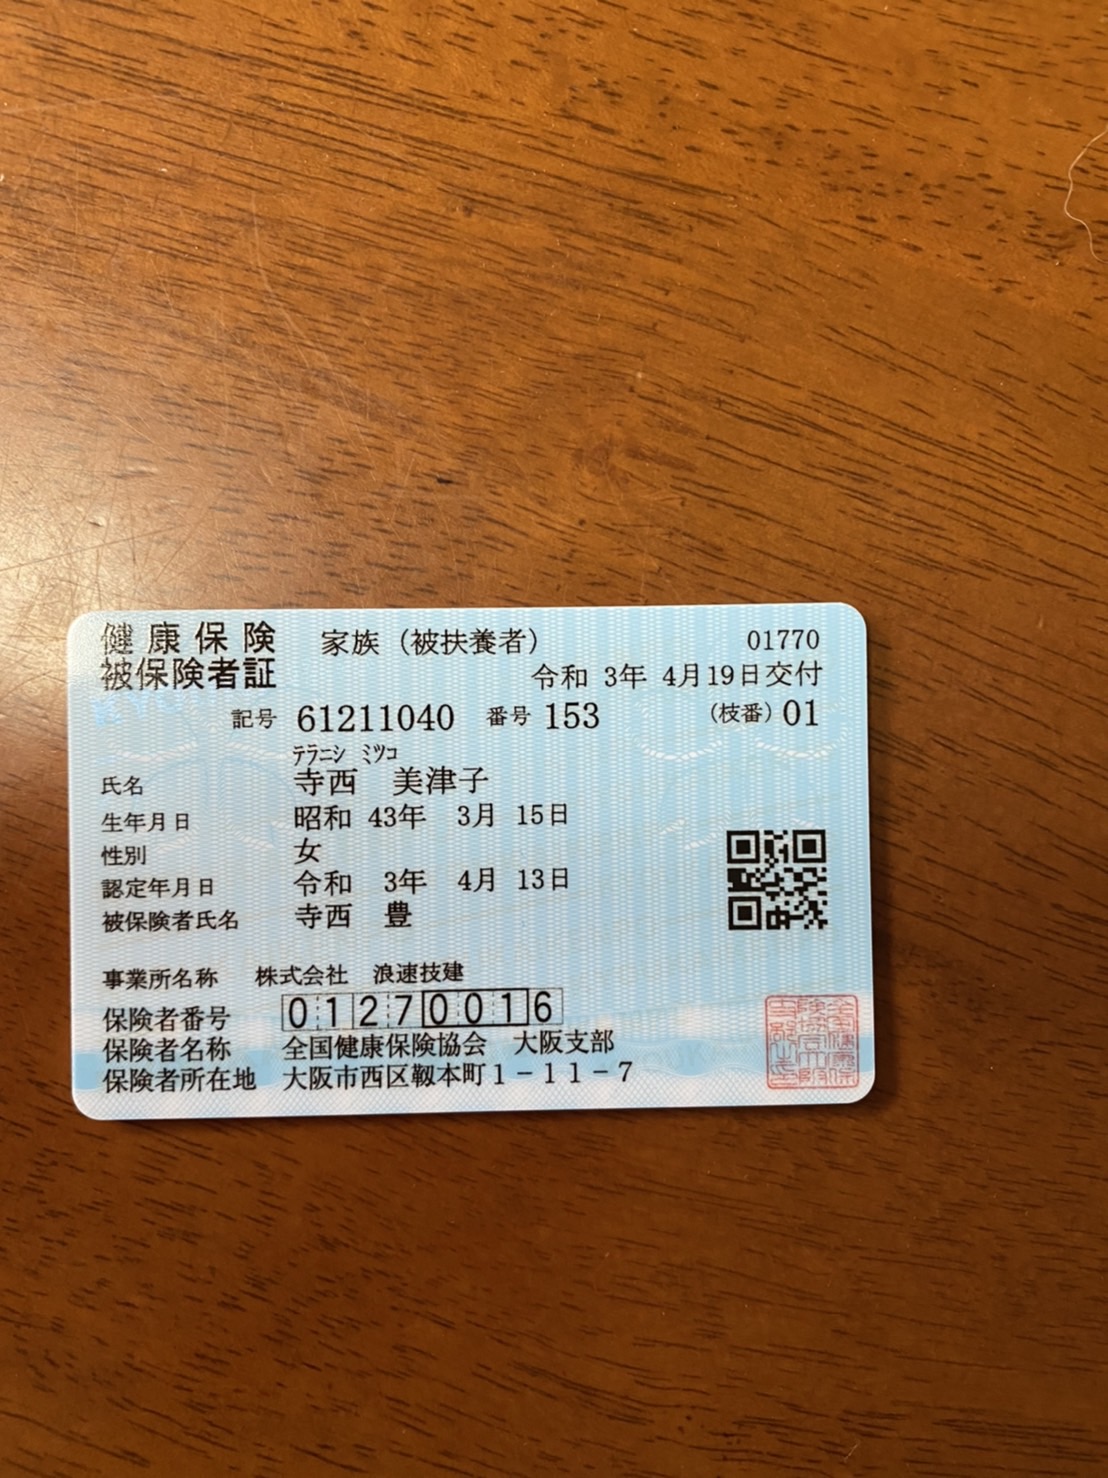 健康保険 家族（被扶養者） 01770
被保険者証 令和 3年 4月19日交付
記号 61211040 番号 153 （枝番）01
ﾃﾗﾆｼ ﾐﾂｺ
氏名 寺西 美津子
生年月日 昭和 43年 3月 15日
性別 女
認定年月日 令和 3年 4月 13日
被保険者氏名 寺西 豊
事業所名称 株式会社 浪速技建
保険者番号 01270016
保険者名称 全国健康保険協会 大阪支部
保険者所在地 大阪市西区靱本町１－１１－７